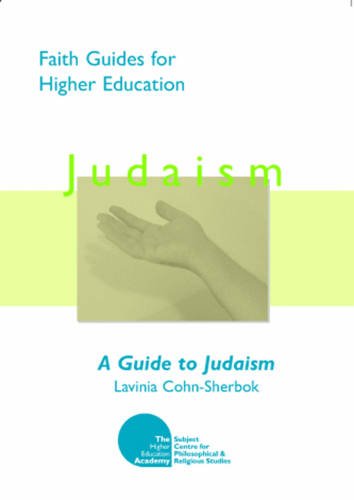 Faith Guides for
Higher Education
Judaism
A Guide to Judaism
Lavinia Cohn-Sherbok
The
Higher
Education
Academy
Subject
Centre for
Philosophical &
Religious Studies